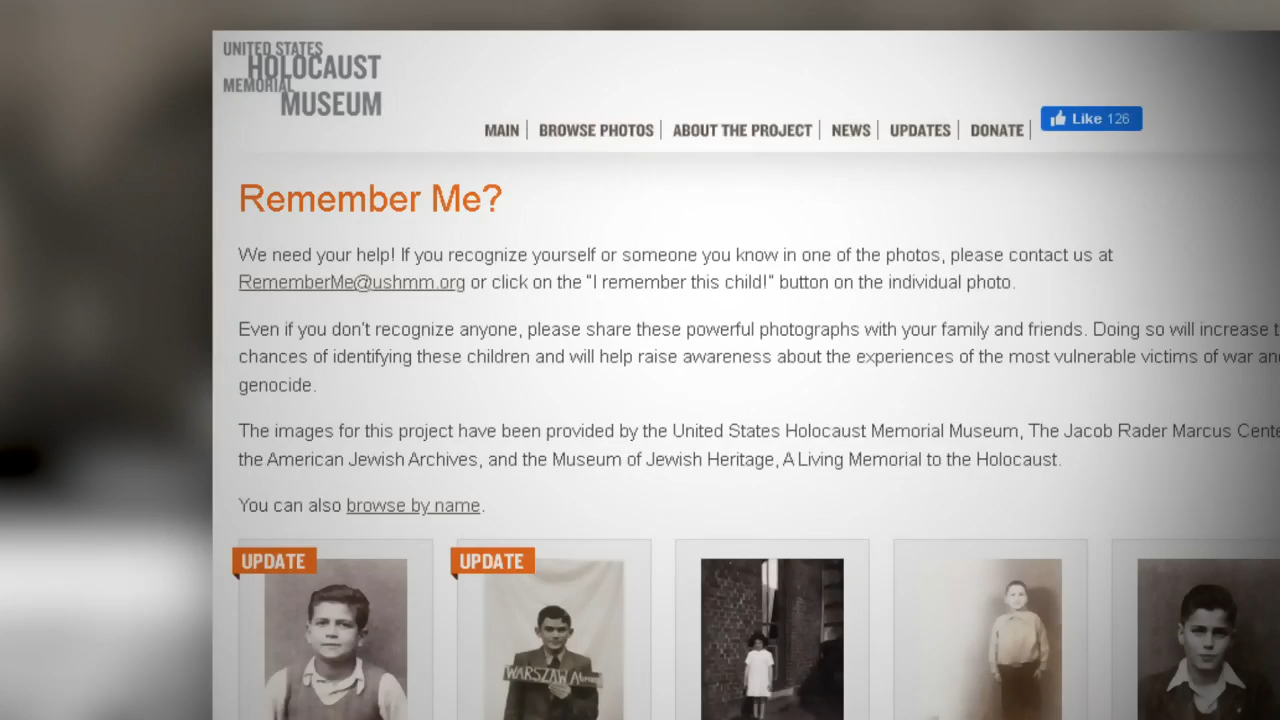 UNITED STATES
HOLOCAUST
MEMORIAL
MUSEUM
MAIN
BROWSE PHOTOS
ABOUT THE PROJECT
NEWS
UPDATES
DONATE
Like 126
Remember Me?
We need your help! If you recognize yourself or someone you know in one of the photos, please contact us at
RememberMe@ushmm.org or click on the "I remember this child!" button on the individual photo.
Even if you don't recognize anyone, please share these powerful photographs with your family and friends. Doing so will increase
chances of identifying these children and will help raise awareness about the experiences of the most vulnerable victims of war
genocide.
The images for this project have been provided by the United States Holocaust Memorial Museum, The Jacob Rader Marcus
the American Jewish Archives, and the Museum of Jewish Heritage, A Living Memorial to the Holocaust.
You can also browse by name.
UPDATE
UPDATE
WARSZAW